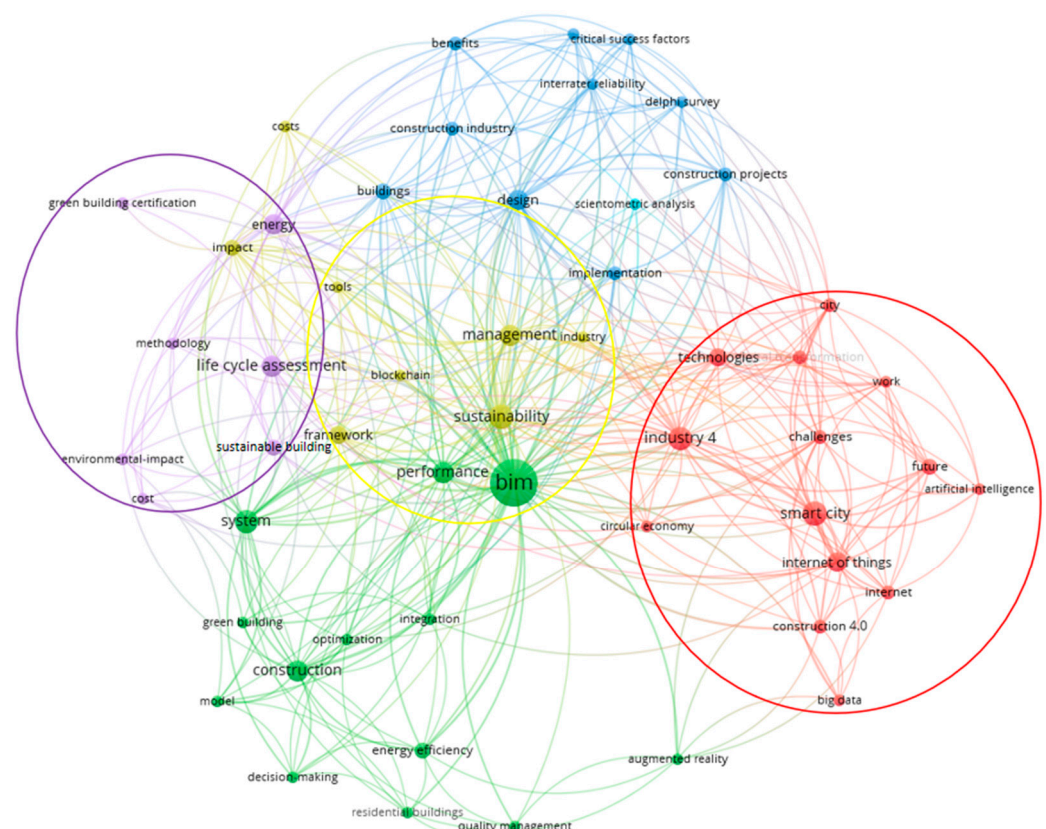 benefits
critical success factors
interrater reliability
delphi survey
costs
construction industry
construction projects
buildings
design
scientometric analysis
green building certification
energy
impact
implementation
tools
city
management
industry
methodology
technologies
life cycle assessment
blockchain
work
sustainability
framework
industry 4
challenges
sustainable building
environmental-impact
performance
future
bim
artificial intelligence
cost
system
smart city
circular economy
internet of things
internet
green building
integration
construction 4.0
optimization
construction
model
big data
energy efficiency
augmented reality
decision-making
residential buildings
quality management